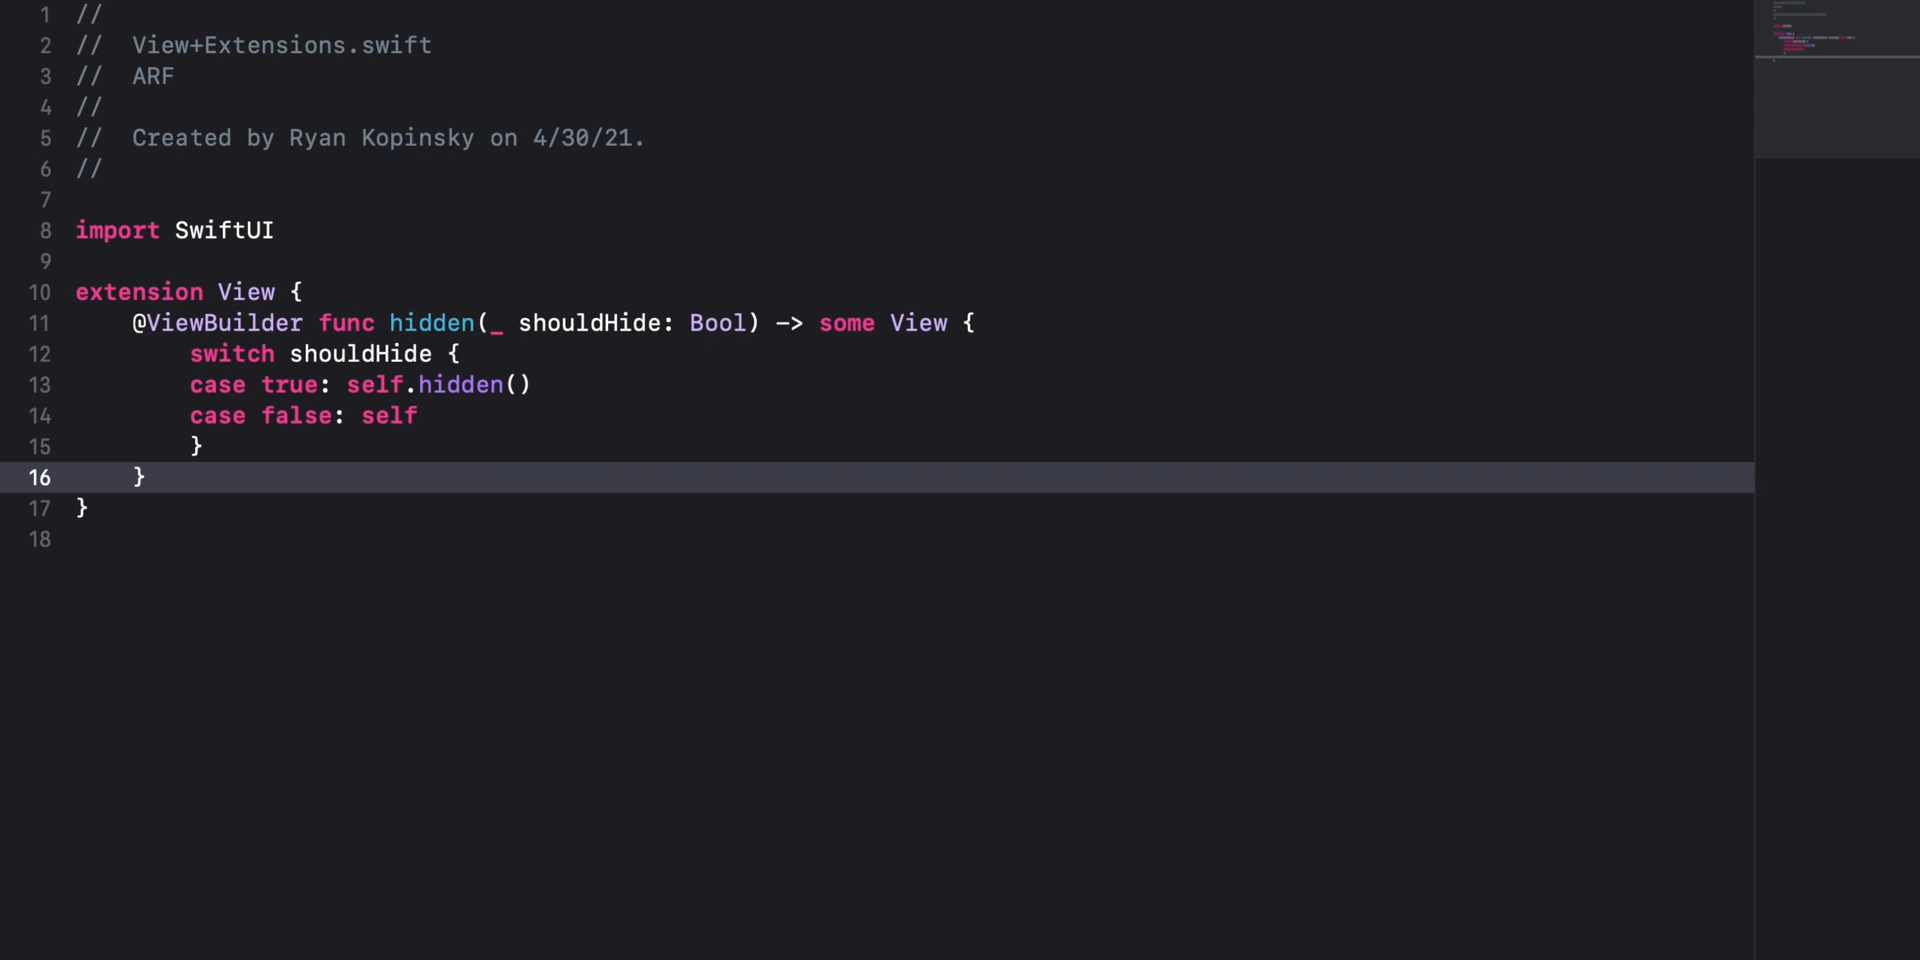 1 //
2 //  View+Extensions.swift
3 //  ARF
4 //
5 //  Created by Ryan Kopinsky on 4/30/21.
6 //
7
8 import SwiftUI
9
10 extension View {
11     @ViewBuilder func hidden(_ shouldHide: Bool) -> some View {
12         switch shouldHide {
13         case true: self.hidden()
14         case false: self
15         }
16     }
17 }
18